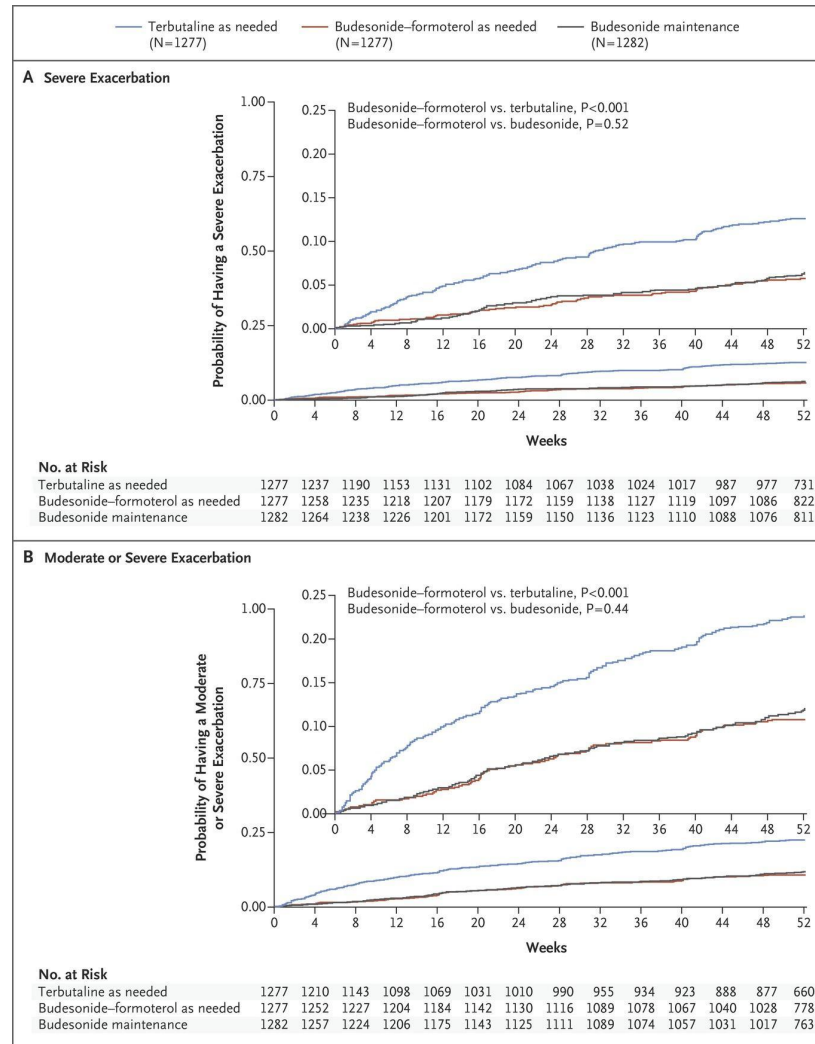 Terbutaline as needed (N=1277)
Budesonide–formoterol as needed (N=1277)
Budesonide maintenance (N=1282)
A Severe Exacerbation
Probability of Having a Severe Exacerbation
1.00
0.75
0.50
0.25
0.00
0.25
0.20
0.15
0.10
0.05
0.00
Budesonide–formoterol vs. terbutaline, P<0.001
Budesonide–formoterol vs. budesonide, P=0.52
0 4 8 12 16 20 24 28 32 36 40 44 48 52
0 4 8 12 16 20 24 28 32 36 40 44 48 52
Weeks
No. at Risk
Terbutaline as needed 1277 1237 1190 1153 1131 1102 1084 1067 1038 1024 1017 987 977 731
Budesonide–formoterol as needed 1277 1258 1235 1218 1207 1179 1172 1159 1138 1127 1119 1097 1086 822
Budesonide maintenance 1282 1264 1238 1226 1201 1172 1159 1150 1136 1123 1110 1088 1076 811
B Moderate or Severe Exacerbation
Probability of Having a Moderate
or Severe Exacerbation
1.00
0.75
0.50
0.25
0.00
0.25
0.20
0.15
0.10
0.05
0.00
Budesonide–formoterol vs. terbutaline, P<0.001
Budesonide–formoterol vs. budesonide, P=0.44
0 4 8 12 16 20 24 28 32 36 40 44 48 52
0 4 8 12 16 20 24 28 32 36 40 44 48 52
Weeks
No. at Risk
Terbutaline as needed 1277 1210 1143 1098 1069 1031 1010 990 955 934 923 888 877 660
Budesonide–formoterol as needed 1277 1252 1227 1204 1184 1142 1130 1116 1089 1078 1067 1040 1028 778
Budesonide maintenance 1282 1257 1224 1206 1175 1143 1125 1111 1089 1074 1057 1031 1017 763